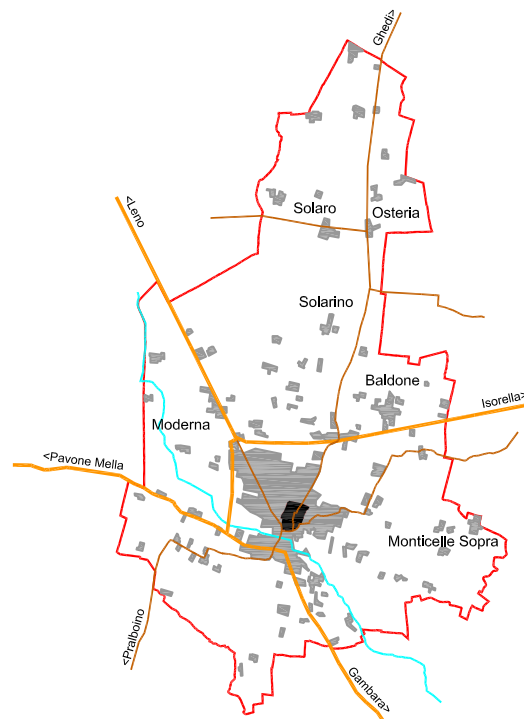 Ghedi>
Solaro
Osteria
<Leno
Solarino
Baldone
Isorella>
Moderna
<Pavone Mella
Monticelle Sopra
<Pralboino
Gambara>